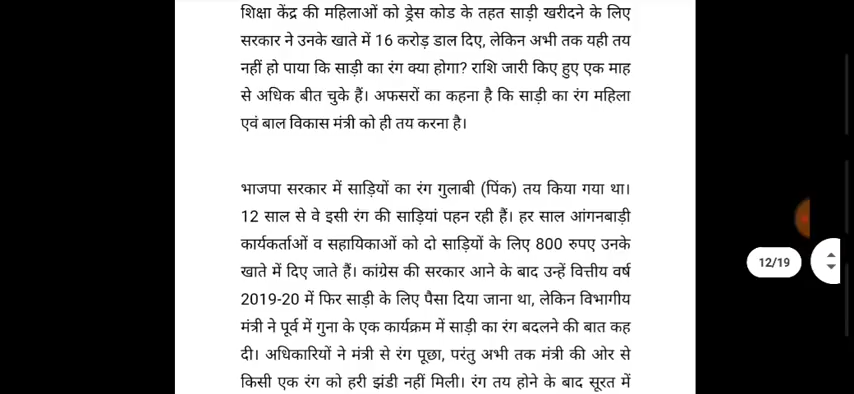 शिक्षा केंद्र की महिलाओं को ड्रेस कोड के तहत साड़ी खरीदने के लिए
सरकार ने उनके खाते में 16 करोड़ डाल दिए, लेकिन अभी तक यही तय
नहीं हो पाया कि साड़ी का रंग क्या होगा? राशि जारी किए हुए एक माह
से अधिक बीत चुके हैं। अफसरों का कहना है कि साड़ी का रंग महिला
एवं बाल विकास मंत्री को ही तय करना है।
भाजपा सरकार में साड़ियों का रंग गुलाबी (पिंक) तय किया गया था।
12 साल से वे इसी रंग की साड़ियां पहन रही हैं। हर साल आंगनबाड़ी
कार्यकर्ताओं व सहायिकाओं को दो साड़ियों के लिए 800 रुपए उनके
खाते में दिए जाते हैं। कांग्रेस की सरकार आने के बाद उन्हें वित्तीय वर्ष
2019-20 में फिर साड़ी के लिए पैसा दिया जाना था, लेकिन विभागीय
मंत्री ने पूर्व में गुना के एक कार्यक्रम में साड़ी का रंग बदलने की बात कह
दी। अधिकारियों ने मंत्री से रंग पूछा, परंतु अभी तक मंत्री की ओर से
किसी एक रंग को हरी झंडी नहीं मिली। रंग तय होने के बाद सूरत में
12/19